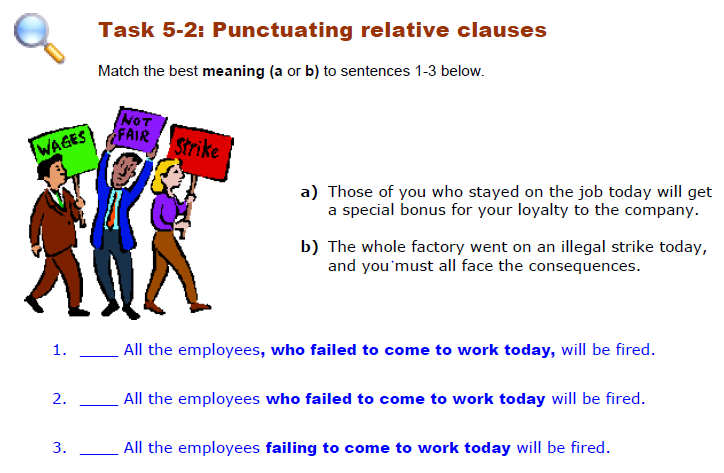 Task 5-2: Punctuating relative clauses
Match the best meaning (a or b) to sentences 1-3 below.
WAGES
NOT
FAIR
Strike
a) Those of you who stayed on the job today will get
a special bonus for your loyalty to the company.
b) The whole factory went on an illegal strike today,
and you must all face the consequences.
1. ____ All the employees, who failed to come to work today, will be fired.
2. ____ All the employees who failed to come to work today will be fired.
3. ____ All the employees failing to come to work today will be fired.